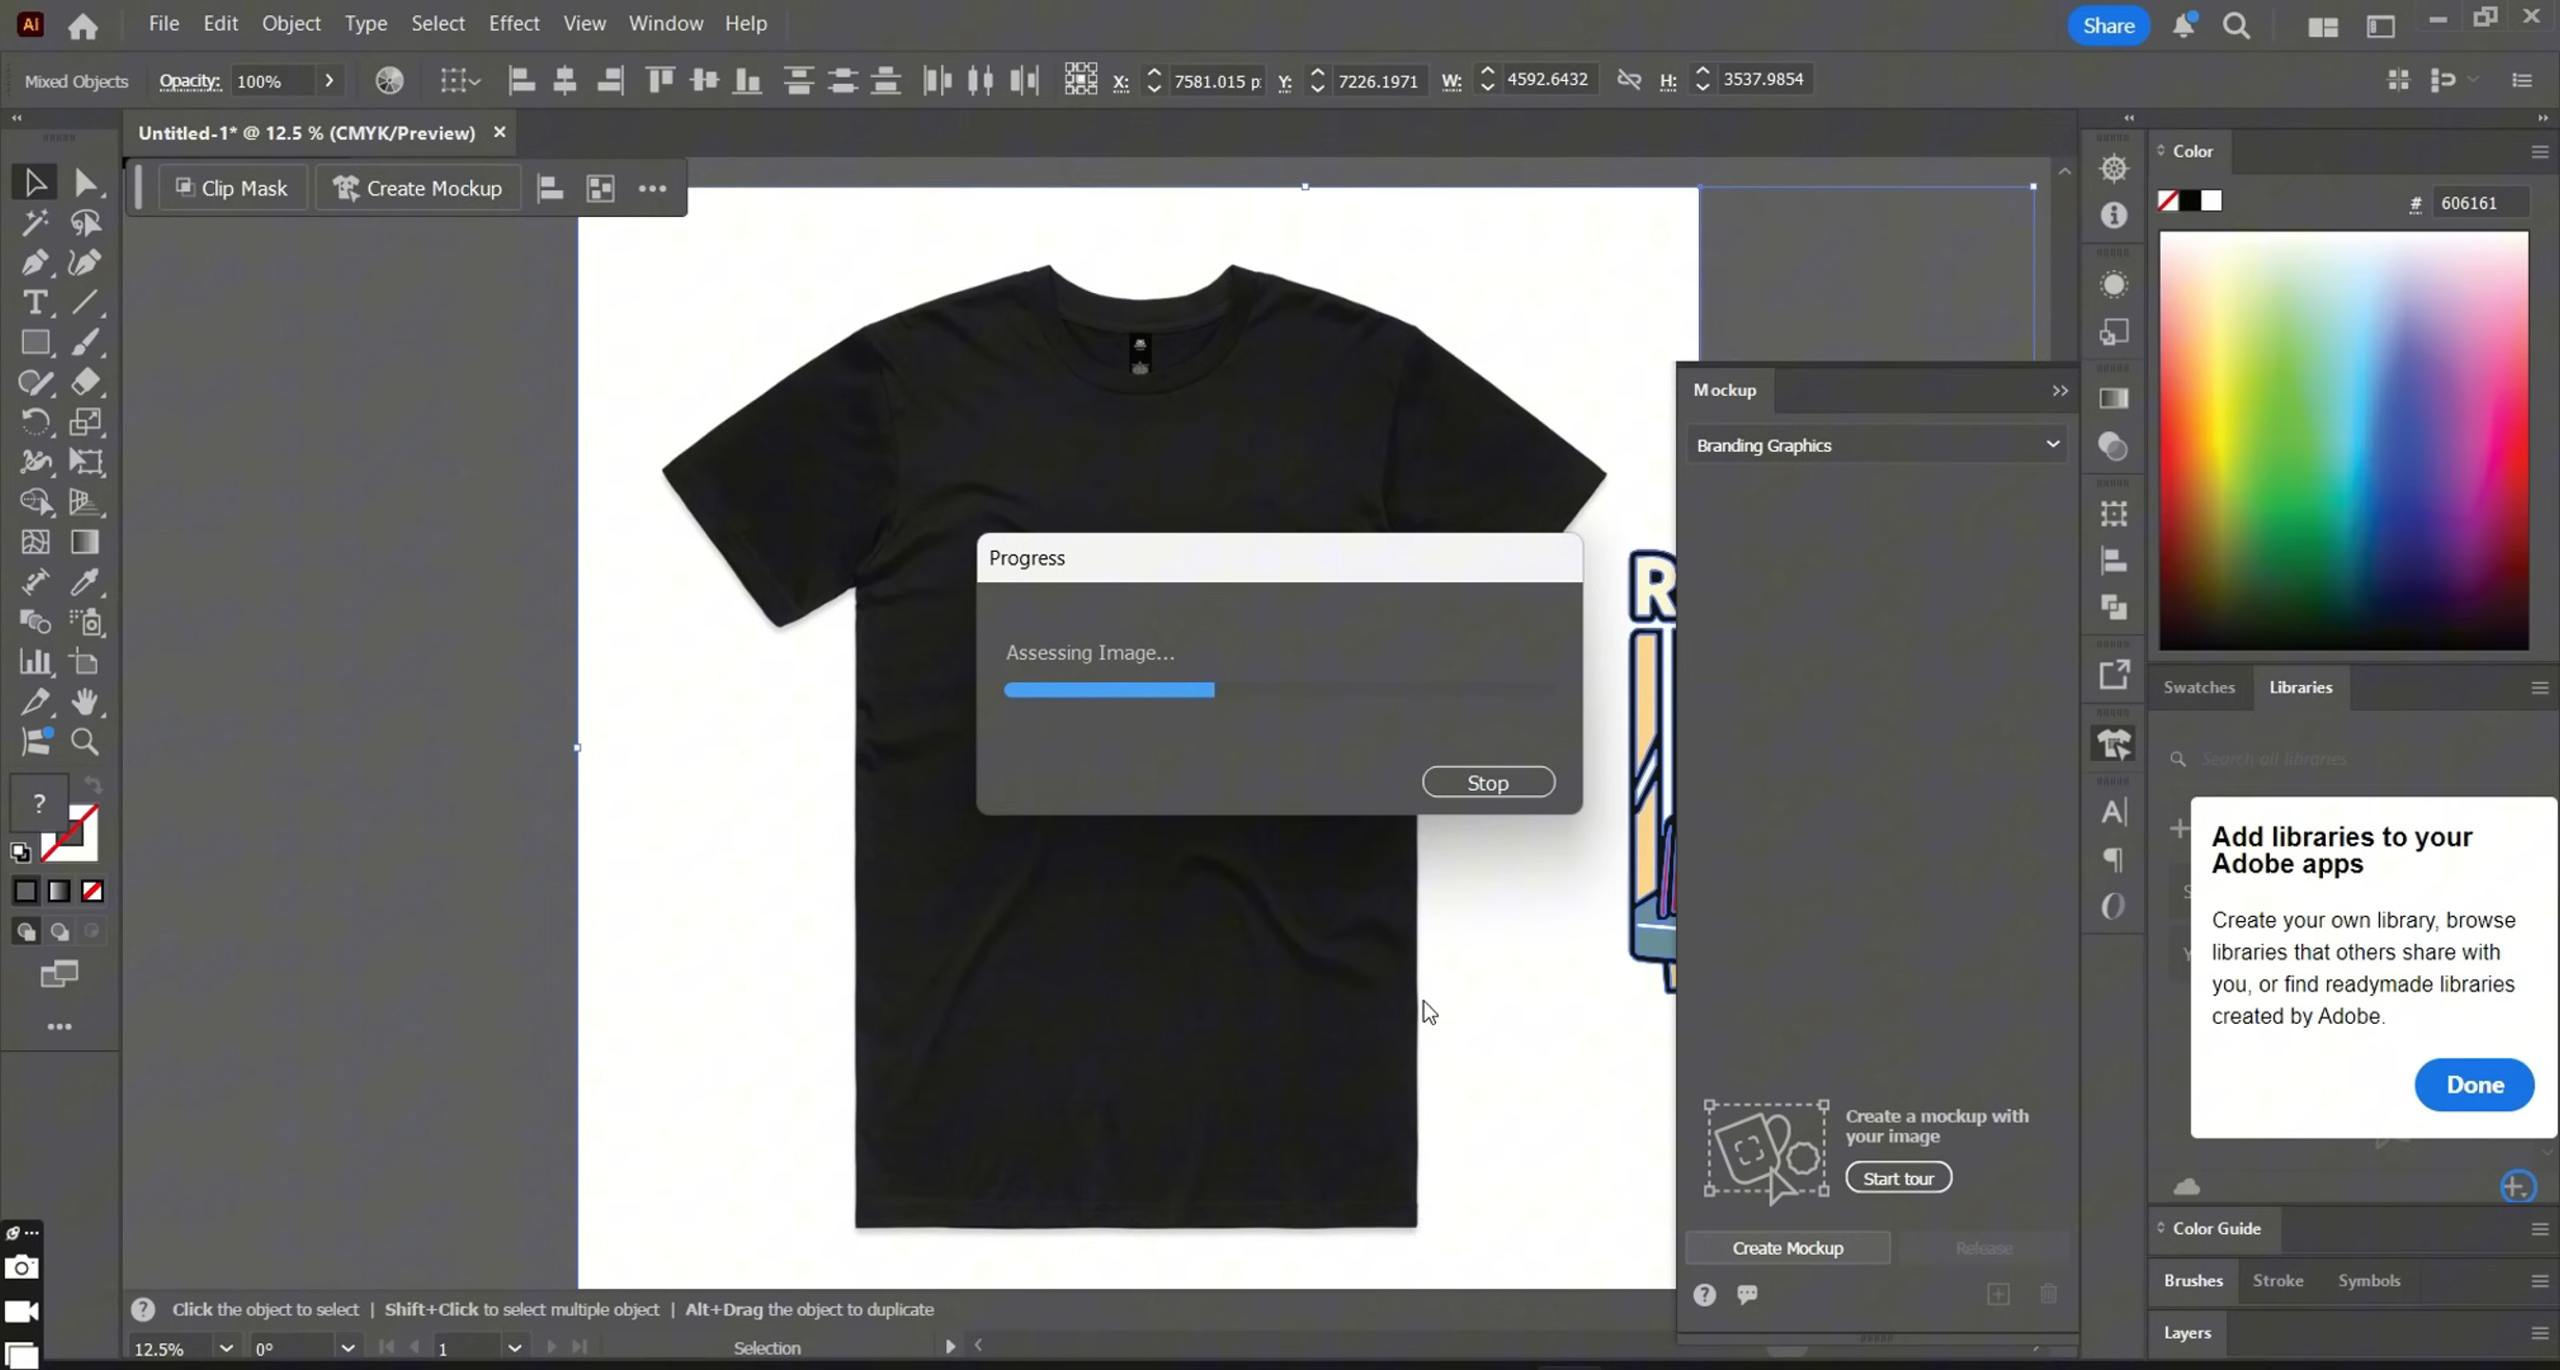 Ai File Edit Object Type Select Effect View Window Help Share
Mixed Objects Opacity: 100% X: 7581.015 p Y: 7226.1971 W: 4592.6432 H: 3537.9854
Untitled-1* @ 12.5 % (CMYK/Preview)
Clip Mask Create Mockup
Color
# 606161
Mockup
Branding Graphics
R
Progress
Assessing Image...
Stop
T
?
Swatches Libraries
Search all libraries
Add libraries to your
Adobe apps
Create your own library, browse
libraries that others share with
you, or find readymade libraries
created by Adobe.
Done
Create a mockup with
your image
Start tour
Create Mockup Release
Color Guide
Brushes Stroke Symbols
Layers
Click the object to select | Shift+Click to select multiple object | Alt+Drag the object to duplicate
12.5% 0° 1 Selection